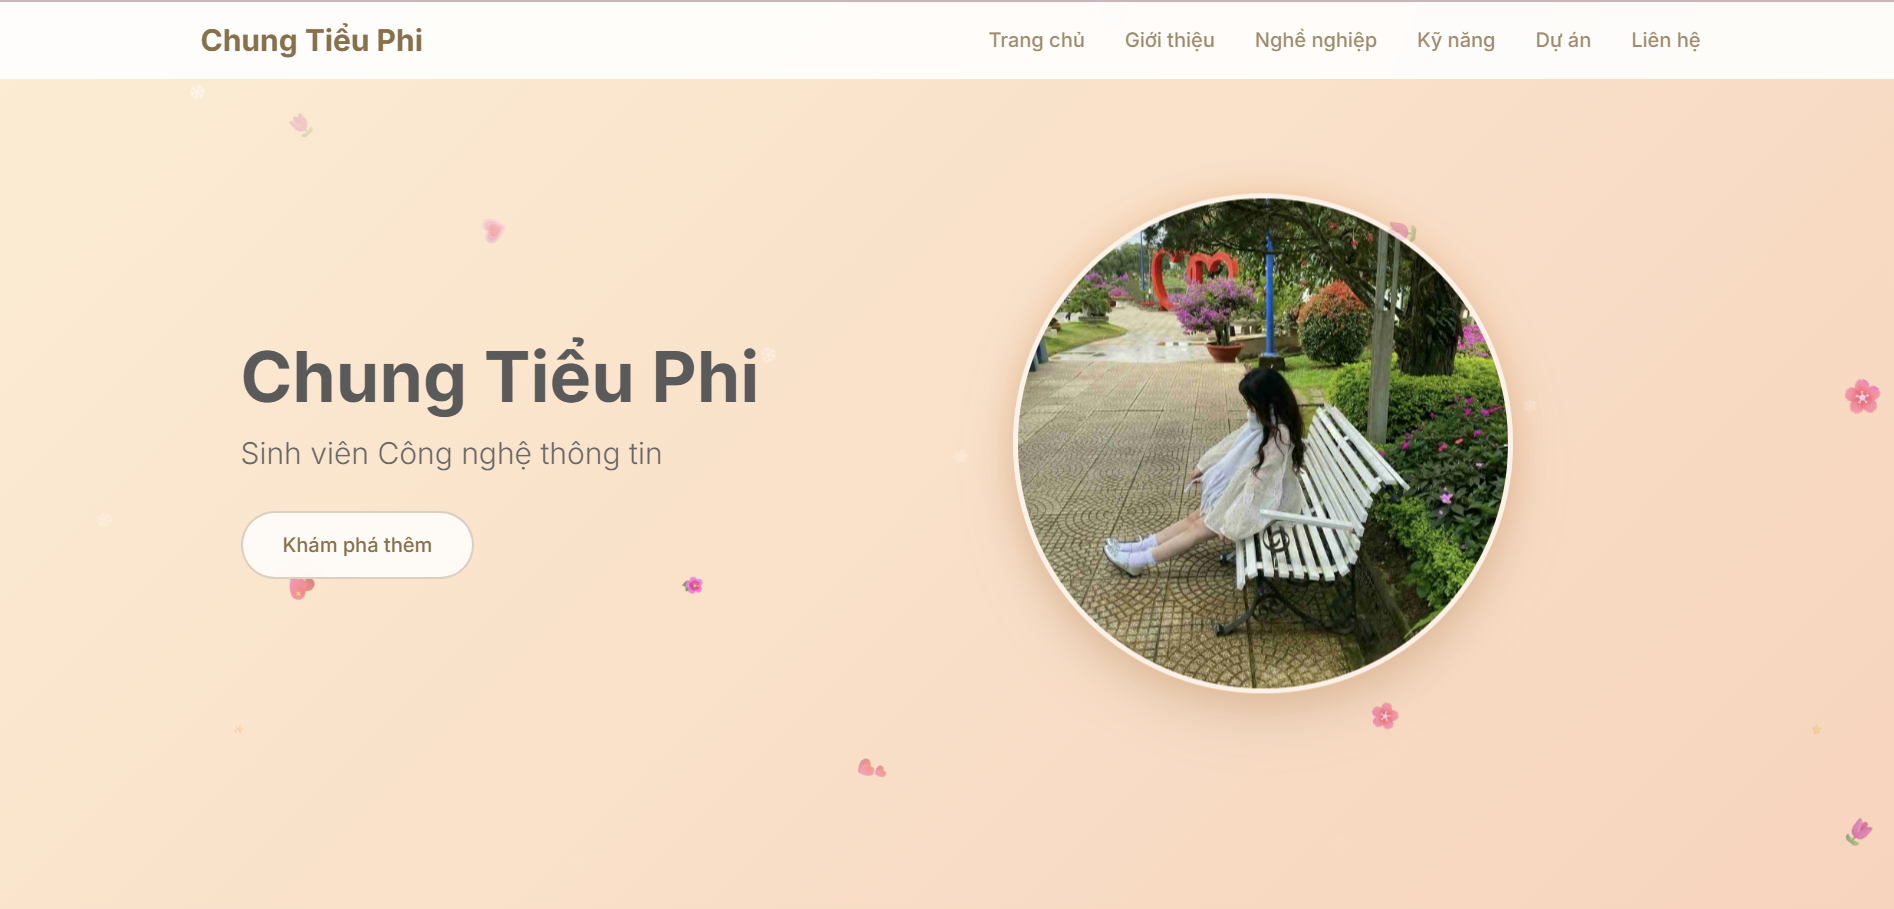 Chung Tiểu Phi
Trang chủ
Giới thiệu
Nghề nghiệp
Kỹ năng
Dự án
Liên hệ
Chung Tiểu Phi
Sinh viên Công nghệ thông tin
Khám phá thêm